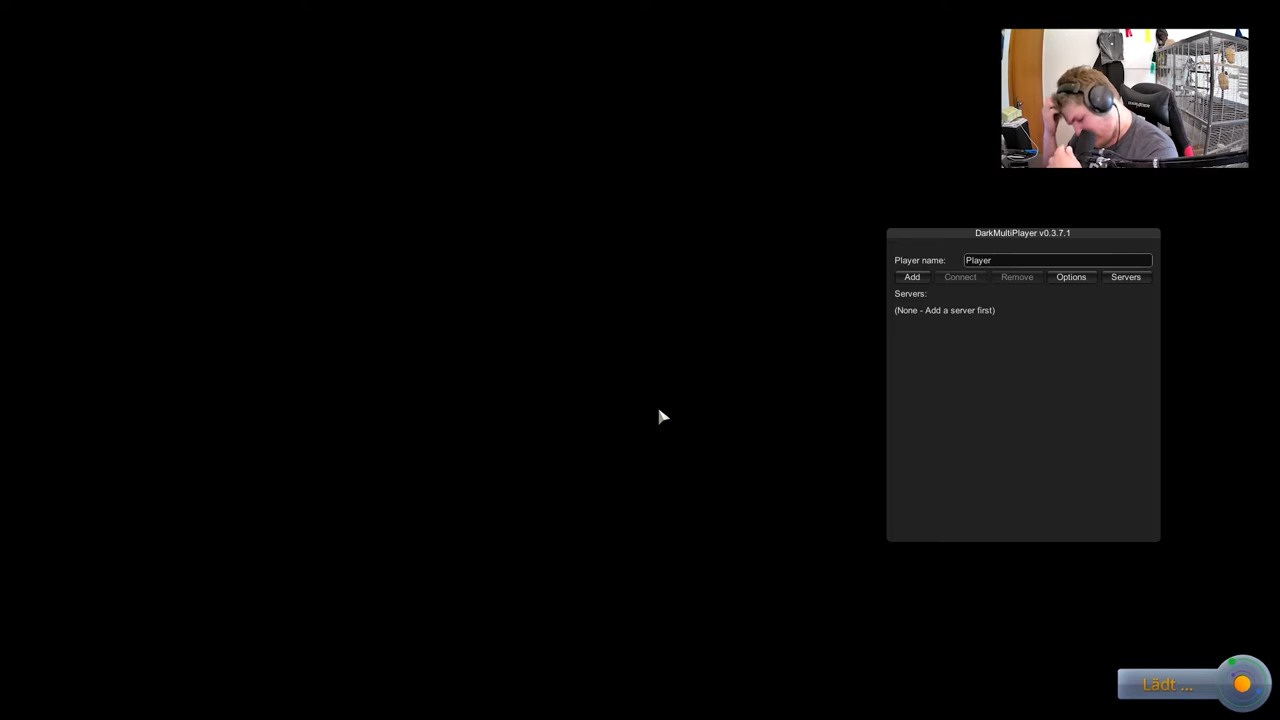 DarkMultiPlayer v0.3.7.1
Player name: Player
Add Connect Remove Options Servers
Servers:
(None - Add a server first)
Lädt ...